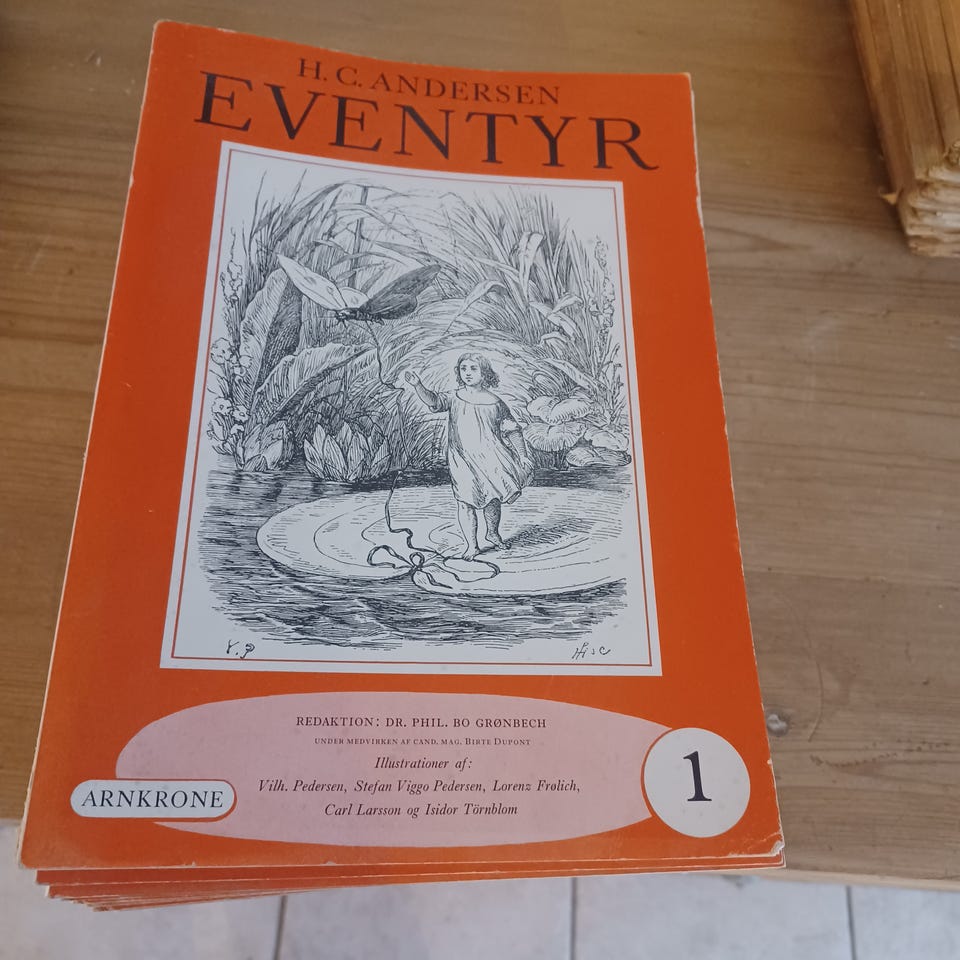 H. C. ANDERSEN
EVENTYR
V.P
REDAKTION: DR. PHIL. BO GRØNBECH
UNDER MEDVIRKEN AF CAND. MAG. BIRTE DUPONT
Illustrationer af:
Vilh. Pedersen, Stefan Viggo Pedersen, Lorenz Frølich,
Carl Larsson og Isidor Törnblom
ARNKRONE
1